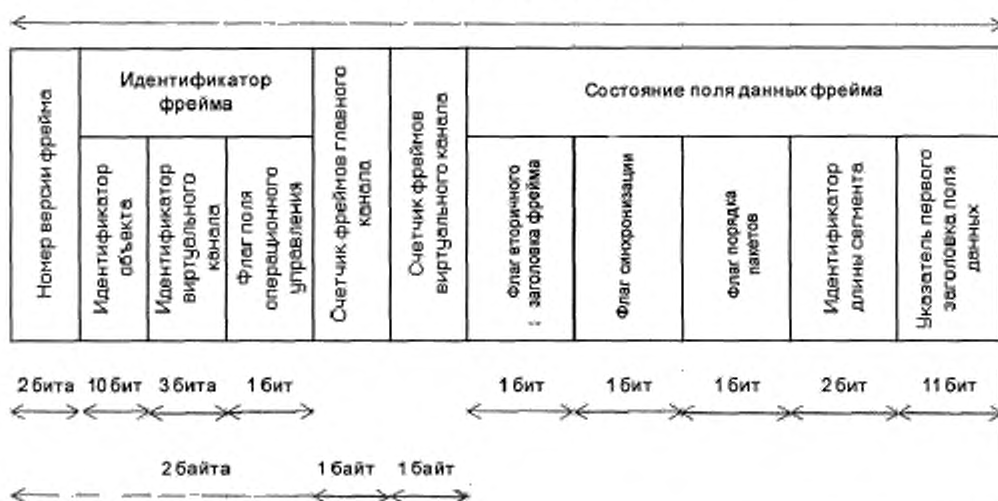 Номер версии фрейма
Идентификатор
фрейма
Идентификатор
объекта
Идентификатор
виртуального
канала
Флаг поля
операционного
управления
Счетчик фреймов главного
канала
Счетчик фреймов
виртуального канала
Состояние поля данных фрейма
Флаг вторичного
заголовка фрейма
Флаг синхронизации
Флаг порядка
пакетов
Идентификатор
длины сегмента
Указатель первого
заголовка поля
данных
2 бита
10 бит
3 бита
1 бит
1 бит
1 бит
1 бит
2 бит
11 бит
2 байта
1 байт
1 байт